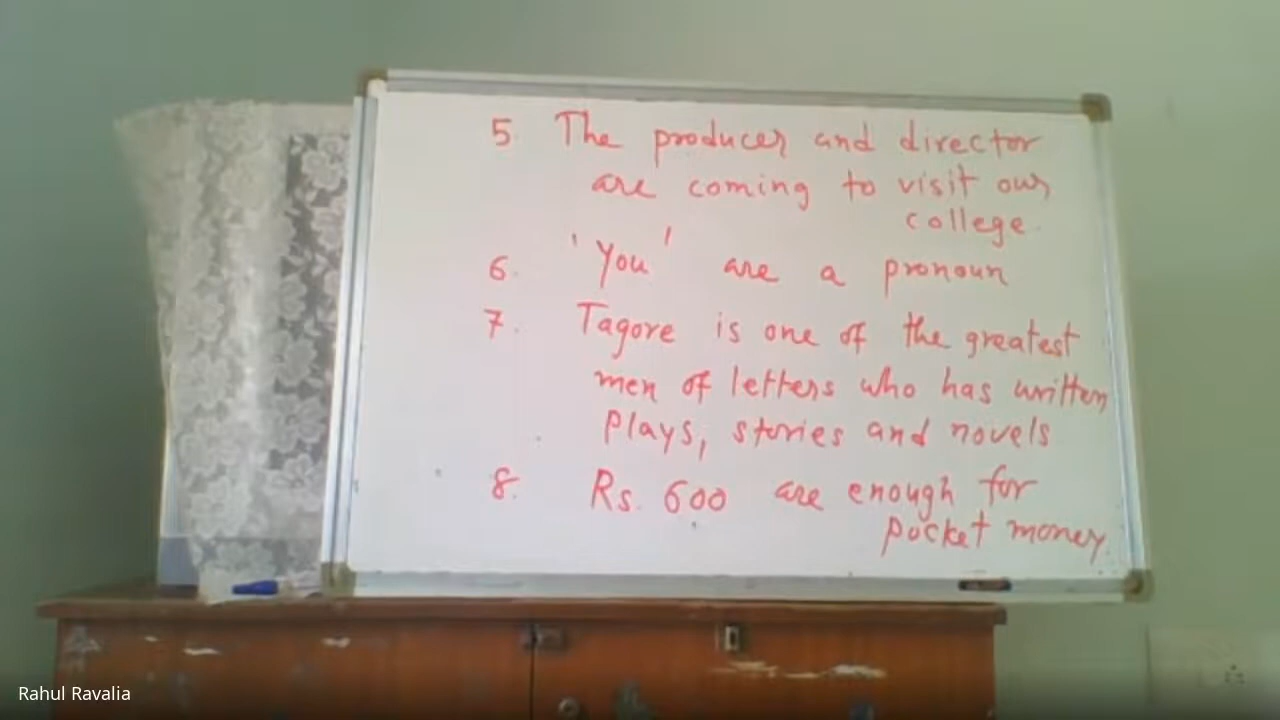 5 The producer and director
are coming to visit our
college.
6. 'You' are a pronoun
7. Tagore is one of the greatest
men of letters who has written
plays, stories and novels
8. Rs. 600 are enough for
pocket money.
Rahul Ravalia